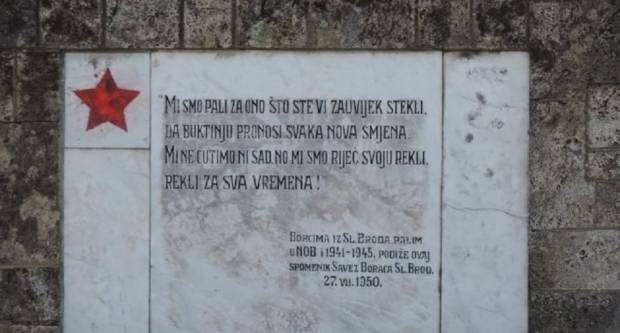 "MI SMO PALI ZA ONO ŠTO STE VI ZAUVIJEK STEKLI,
DA BUKTINJU PRONOSI SVAKA NOVA SMJENA.
MI NE ĆUTIMO NI SAD, NO MI SMO RIJEČ SVOJU REKLI,
REKLI ZA SVA VREMENA!"
BORCIMA IZ SL. BRODA, PALIM
U NOB I 1941-1945. PODIŽE OVAJ
SPOMENIK SAVEZ BORACA SL. BROD.
27. VII. 1950.